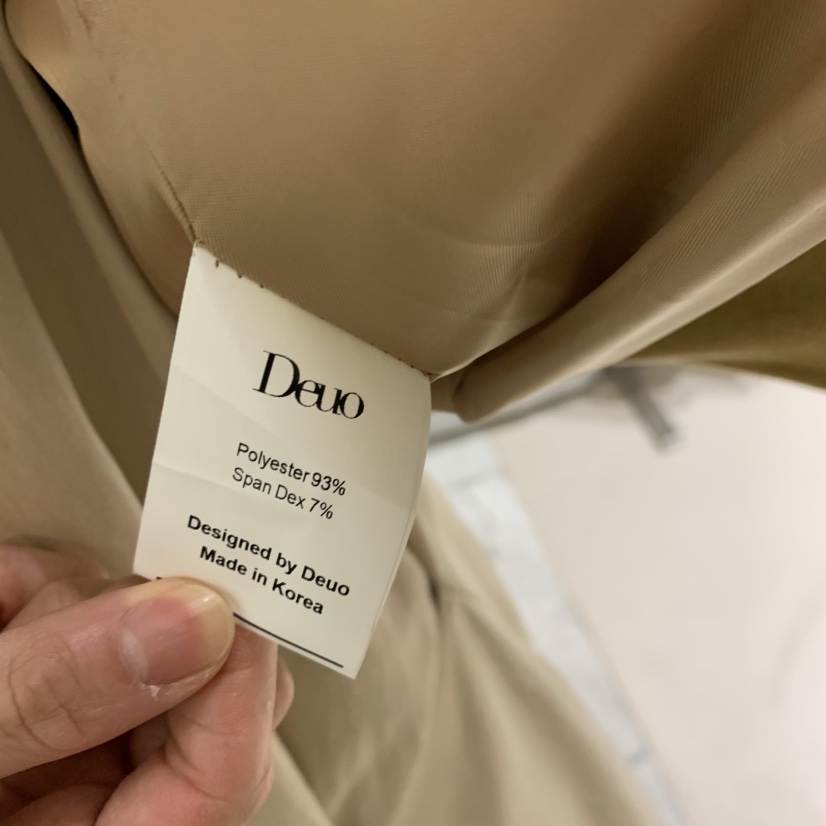 Deuo
Polyester 93%
Span Dex 7%
Designed by Deuo
Made in Korea